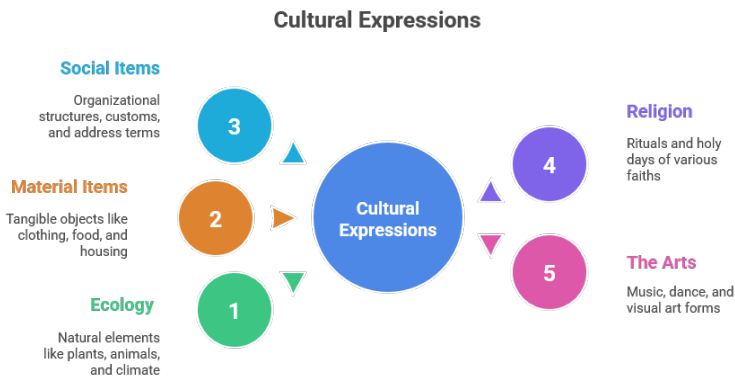 Cultural Expressions
Social Items
Organizational
structures, customs,
and address terms
3
Material Items
Tangible objects like
clothing, food, and
housing
2
Ecology
Natural elements
like plants, animals,
and climate
1
Cultural
Expressions
Religion
Rituals and holy
days of various
faiths
4
The Arts
Music, dance, and
visual art forms
5